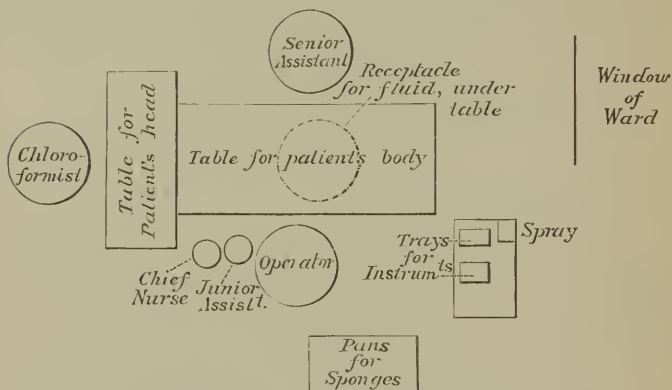 Senior
Assistant
Receptacle
for fluid, under
table
Window
of
Ward
Chloro-
formist
Table for
Patient's head
Table for patient's body
Chief
Nurse
Junior
Assist.
Operator
Trays
for
Instrum.ts
Spray
Pans
for
Sponges